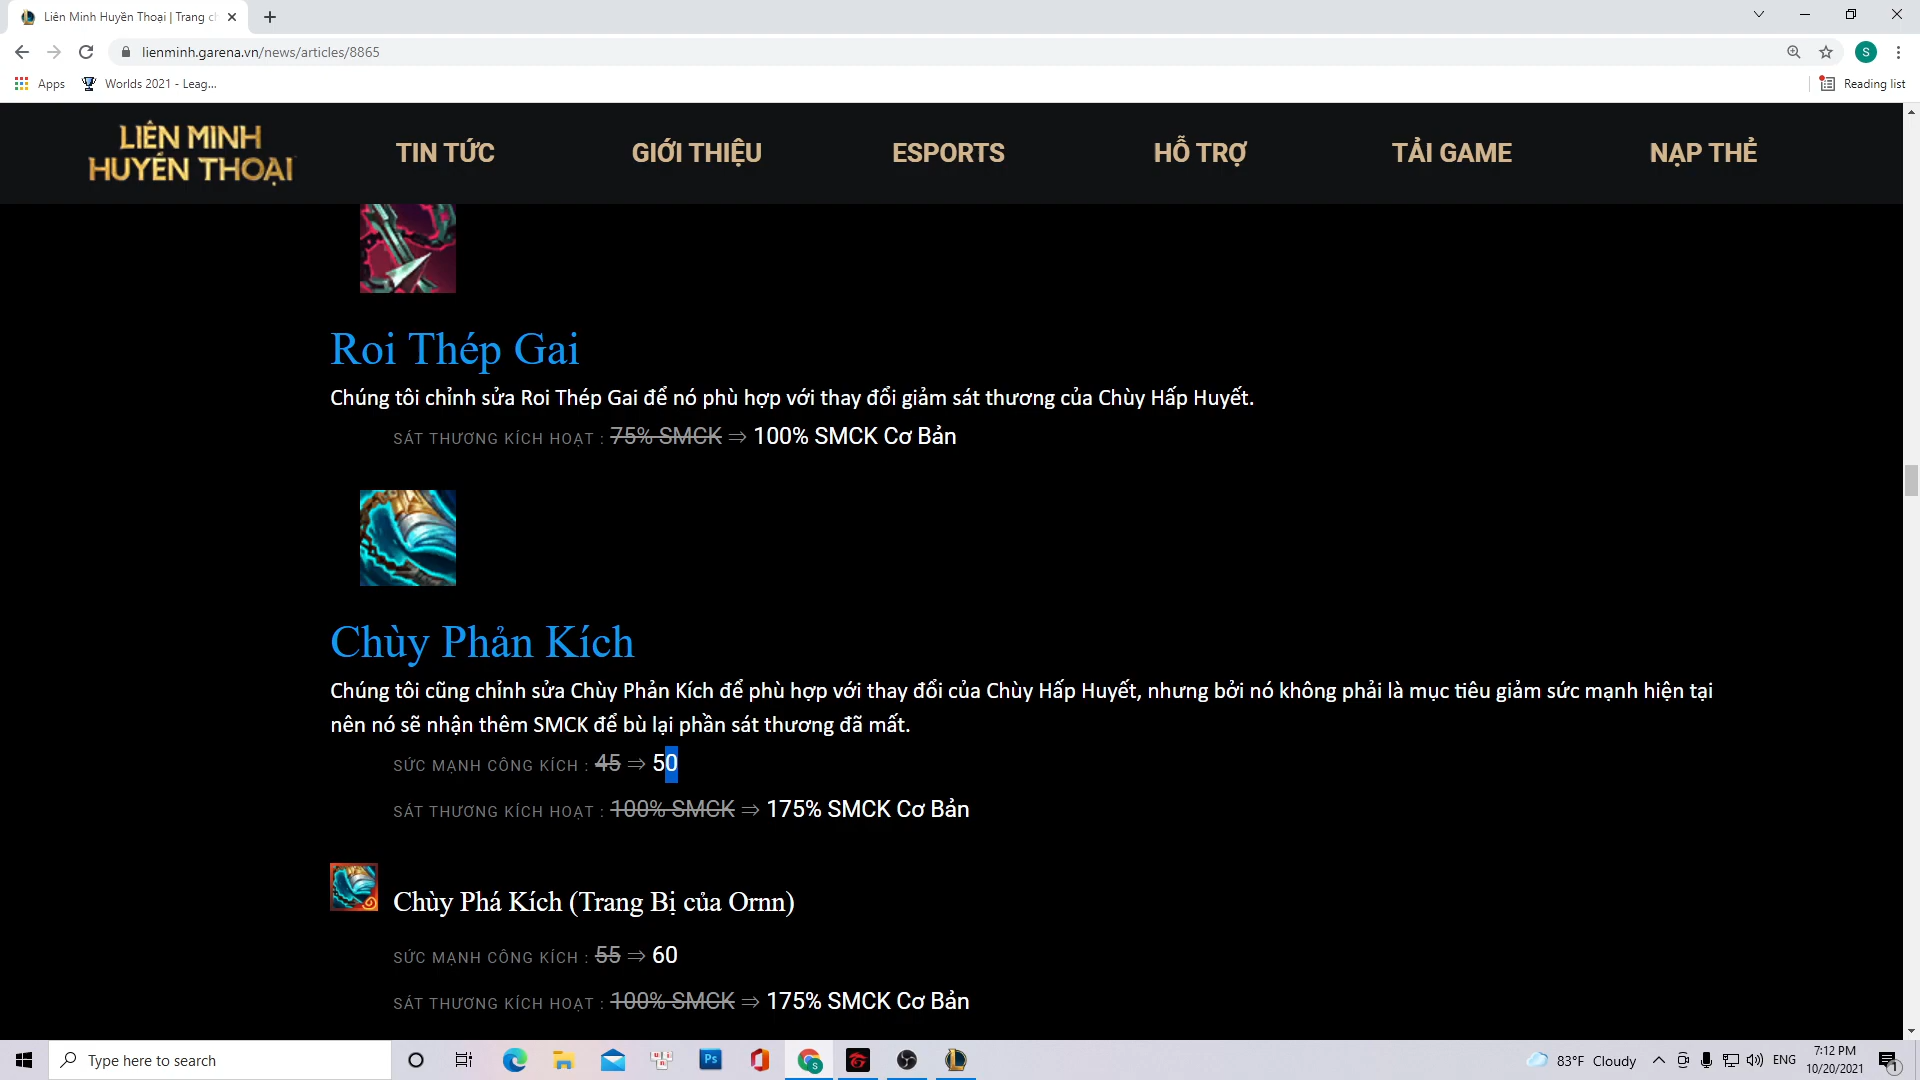 Liên Minh Huyền Thoại | Trang ch
lienminh.garena.vn/news/articles/8865
S
Apps
Worlds 2021 - Leag...
Reading list
LIÊN MINH
HUYỀN THOẠI
TIN TỨC
GIỚI THIỆU
ESPORTS
HỖ TRỢ
TẢI GAME
NẠP THẺ
Roi Thép Gai
Chúng tôi chỉnh sửa Roi Thép Gai để nó phù hợp với thay đổi giảm sát thương của Chùy Hấp Huyết.
SÁT THƯƠNG KÍCH HOẠT : 75% SMCK ⇒ 100% SMCK Cơ Bản
Chùy Phản Kích
Chúng tôi cũng chỉnh sửa Chùy Phản Kích để phù hợp với thay đổi của Chùy Hấp Huyết, nhưng bởi nó không phải là mục tiêu giảm sức mạnh hiện tại
nên nó sẽ nhận thêm SMCK để bù lại phần sát thương đã mất.
SỨC MẠNH CÔNG KÍCH : 45 ⇒ 50
SÁT THƯƠNG KÍCH HOẠT : 100% SMCK ⇒ 175% SMCK Cơ Bản
Chùy Phá Kích (Trang Bị của Ornn)
SỨC MẠNH CÔNG KÍCH : 55 ⇒ 60
SÁT THƯƠNG KÍCH HOẠT : 100% SMCK ⇒ 175% SMCK Cơ Bản
Type here to search
Ps
S
83°F Cloudy
ENG
7:12 PM
10/20/2021
1